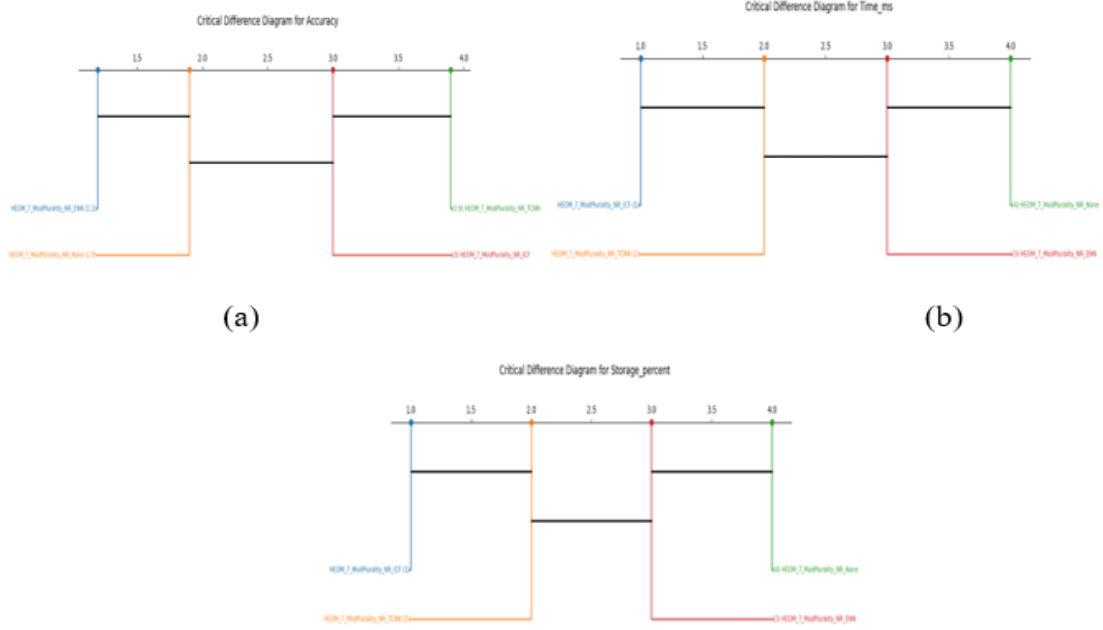 Critical Difference Diagram for Accuracy
1.5 2.0 2.5 3.0 3.5 4.0
HEOM_7_ModPlurality_NR_ENN (1.2)
(3.9) HEOM_7_ModPlurality_NR_TCNN
HEOM_7_ModPlurality_NR_None (1.9)
(3) HEOM_7_ModPlurality_NR_ICF
(a)
Critical Difference Diagram for Time_ms
1.0 1.5 2.0 2.5 3.0 3.5 4.0
HEOM_7_ModPlurality_NR_ICF (1)
(4) HEOM_7_ModPlurality_NR_None
HEOM_7_ModPlurality_NR_TCNN (2)
(3) HEOM_7_ModPlurality_NR_ENN
(b)
Critical Difference Diagram for Storage_percent
1.0 1.5 2.0 2.5 3.0 3.5 4.0
HEOM_7_ModPlurality_NR_ICF (1)
(4) HEOM_7_ModPlurality_NR_None
HEOM_7_ModPlurality_NR_TCNN (2)
(3) HEOM_7_ModPlurality_NR_ENN